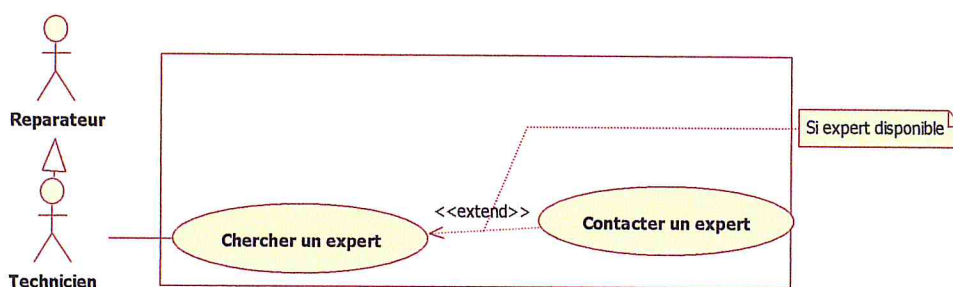 Reparateur
Si expert disponible
<<extend>>
Contacter un expert
Chercher un expert
Technicien